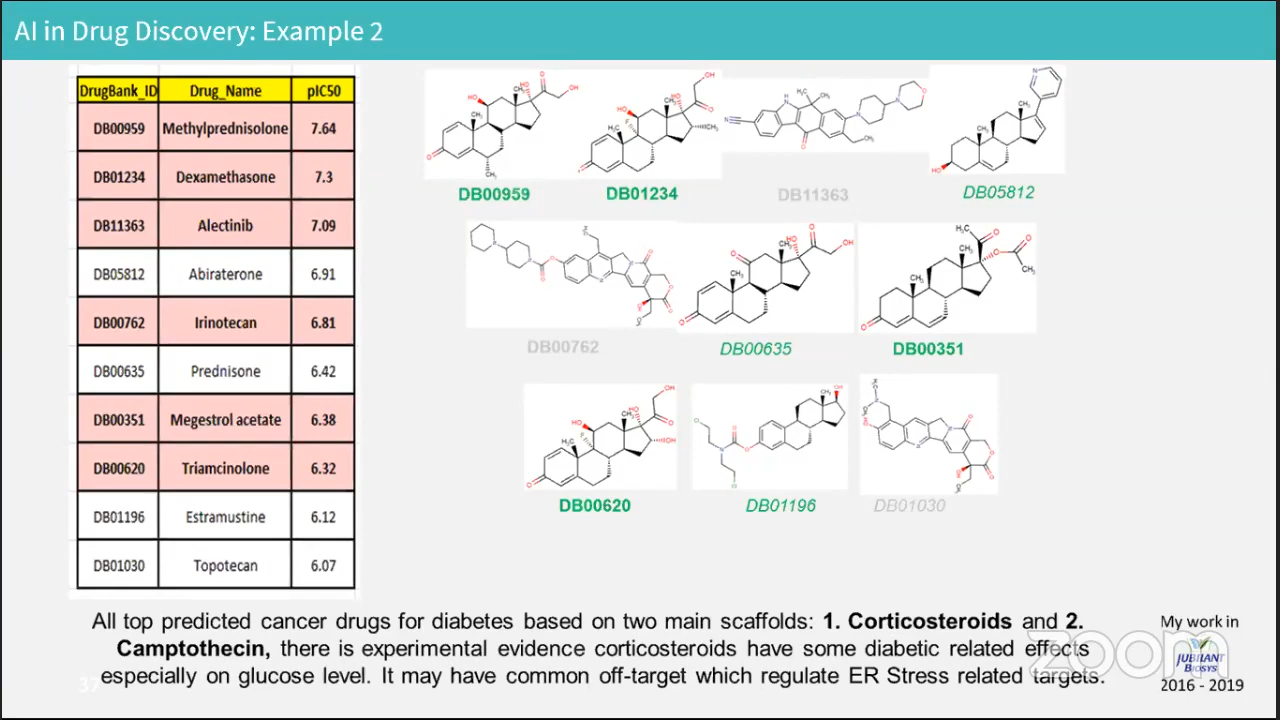 AI in Drug Discovery: Example 2
DrugBank_ID Drug_Name pIC50
DB00959 Methylprednisolone 7.64
DB01234 Dexamethasone 7.3
DB11363 Alectinib 7.09
DB05812 Abiraterone 6.91
DB00762 Irinotecan 6.81
DB00635 Prednisone 6.42
DB00351 Megestrol acetate 6.38
DB00620 Triamcinolone 6.32
DB01196 Estramustine 6.12
DB01030 Topotecan 6.07
DB00959 DB01234 DB11363 DB05812
DB00762 DB00635 DB00351
DB00620 DB01196 DB01030
All top predicted cancer drugs for diabetes based on two main scaffolds: 1. Corticosteroids and 2.
Camptothecin, there is experimental evidence corticosteroids have some diabetic related effects
especially on glucose level. It may have common off-target which regulate ER Stress related targets.
My work in
JUBILANT
BIOSYS
2016 - 2019
zoom
37